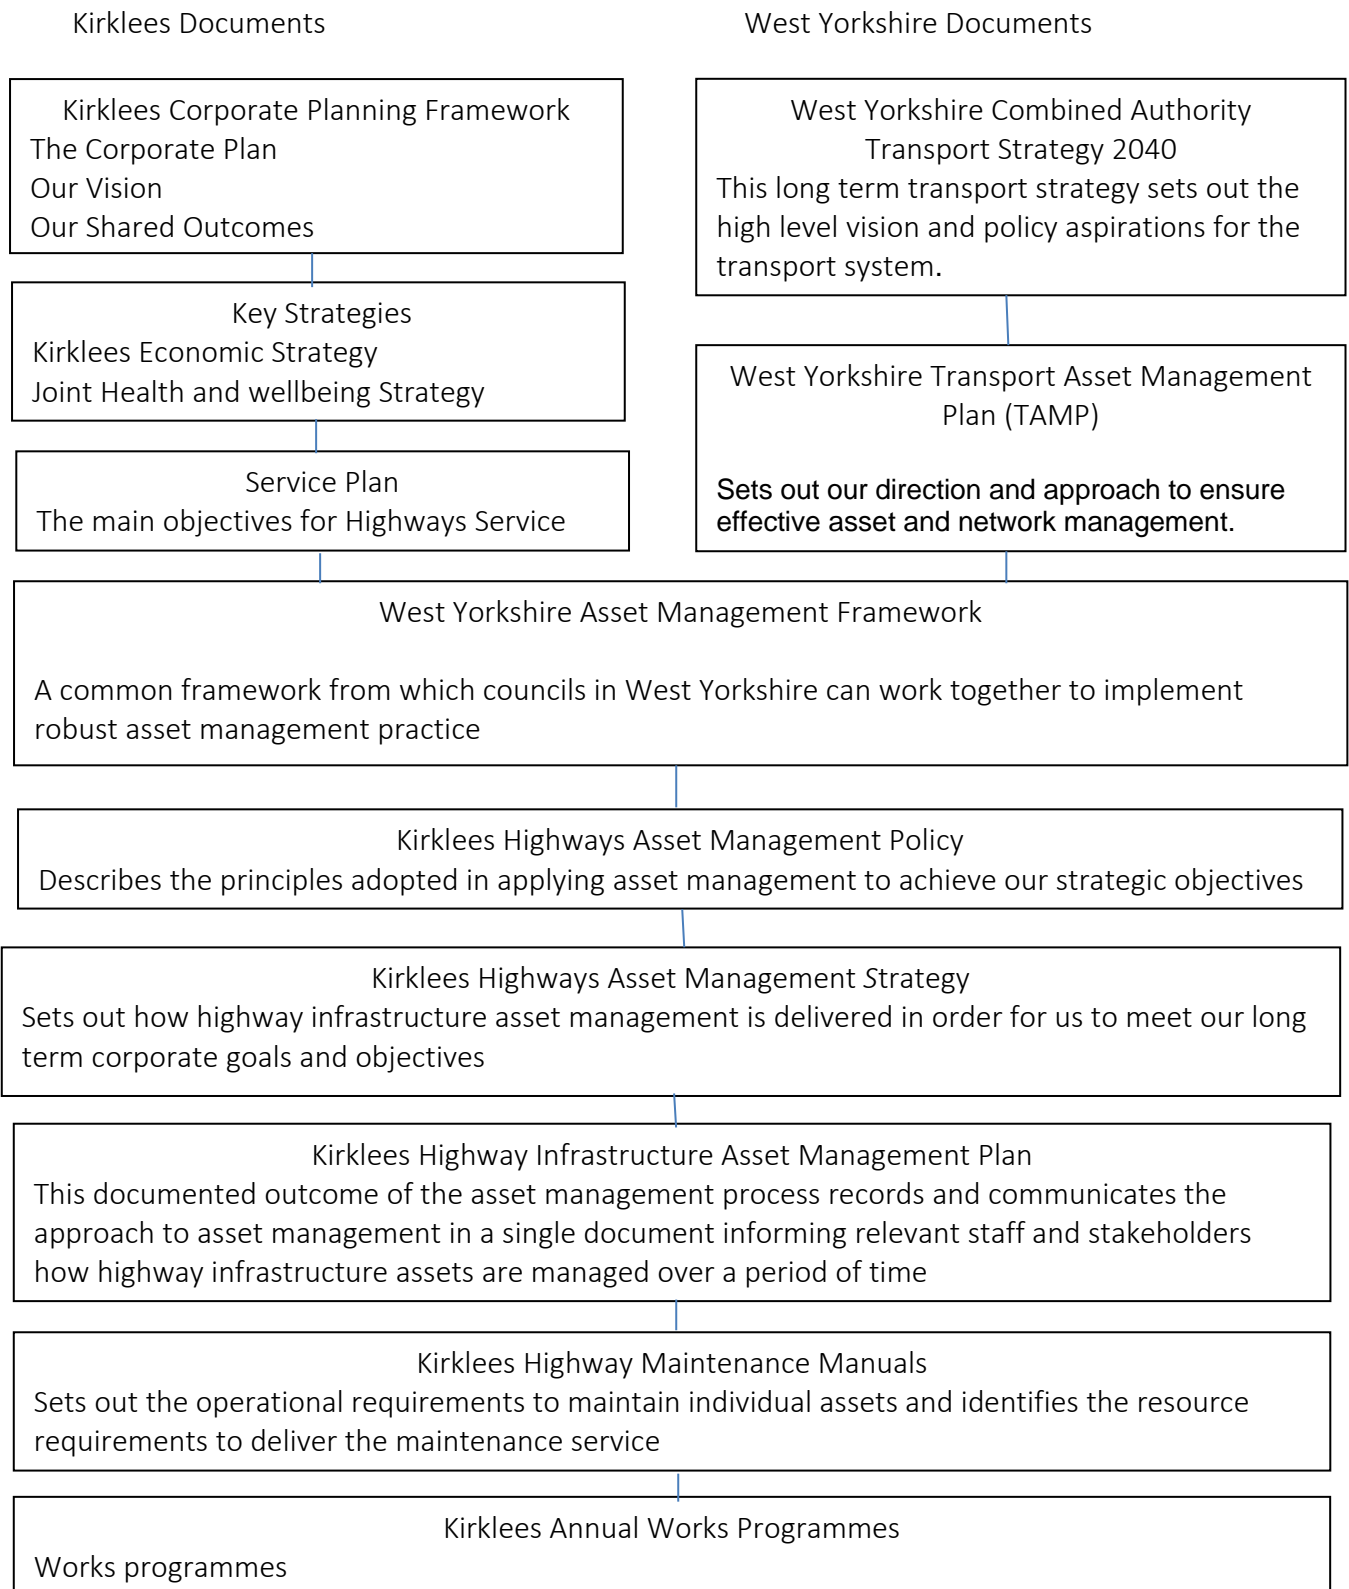 Kirklees Documents
West Yorkshire Documents
Kirklees Corporate Planning Framework
The Corporate Plan
Our Vision
Our Shared Outcomes
Key Strategies
Kirklees Economic Strategy
Joint Health and wellbeing Strategy
Service Plan
The main objectives for Highways Service
West Yorkshire Combined Authority
Transport Strategy 2040
This long term transport strategy sets out the
high level vision and policy aspirations for the
transport system.
West Yorkshire Transport Asset Management
Plan (TAMP)
Sets out our direction and approach to ensure
effective asset and network management.
West Yorkshire Asset Management Framework
A common framework from which councils in West Yorkshire can work together to implement
robust asset management practice
Kirklees Highways Asset Management Policy
Describes the principles adopted in applying asset management to achieve our strategic objectives
Kirklees Highways Asset Management Strategy
Sets out how highway infrastructure asset management is delivered in order for us to meet our long
term corporate goals and objectives
Kirklees Highway Infrastructure Asset Management Plan
This documented outcome of the asset management process records and communicates the
approach to asset management in a single document informing relevant staff and stakeholders
how highway infrastructure assets are managed over a period of time
Kirklees Highway Maintenance Manuals
Sets out the operational requirements to maintain individual assets and identifies the resource
requirements to deliver the maintenance service
Kirklees Annual Works Programmes
Works programmes